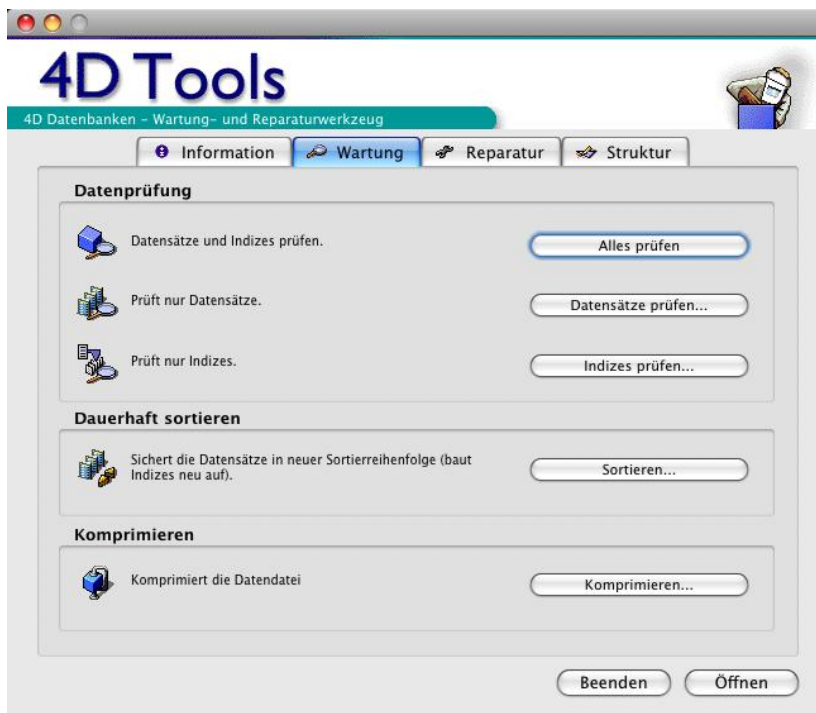 4D Tools
4D Datenbanken – Wartung- und Reparaturwerkzeug
Information Wartung Reparatur Struktur
Datenprüfung
Datensätze und Indizes prüfen. Alles prüfen
Prüft nur Datensätze. Datensätze prüfen...
Prüft nur Indizes. Indizes prüfen...
Dauerhaft sortieren
Sichert die Datensätze in neuer Sortierreihenfolge (baut
Indizes neu auf). Sortieren...
Komprimieren
Komprimiert die Datendatei Komprimieren...
Beenden Öffnen